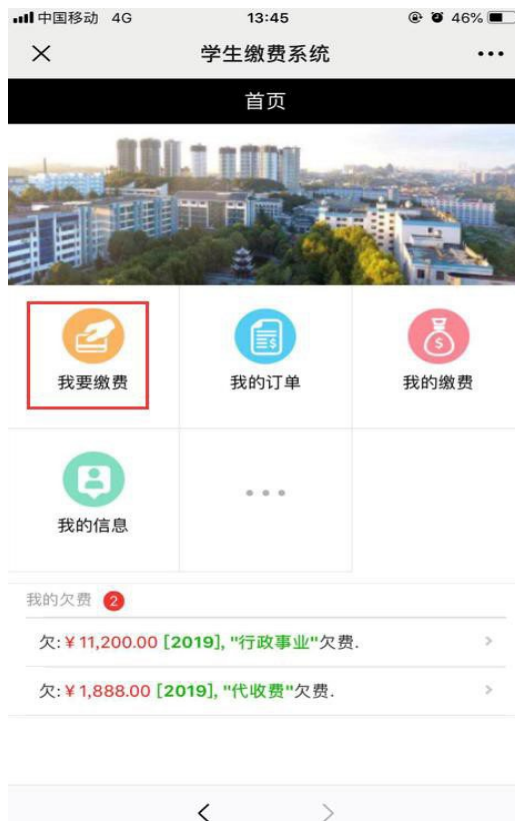 中国移动 4G 13:45 46%
学生缴费系统
首页
我要缴费 我的订单 我的缴费
我的信息
我的欠费 2
欠:¥11,200.00 [2019], "行政事业"欠费.
欠:¥1,888.00 [2019], "代收费"欠费.